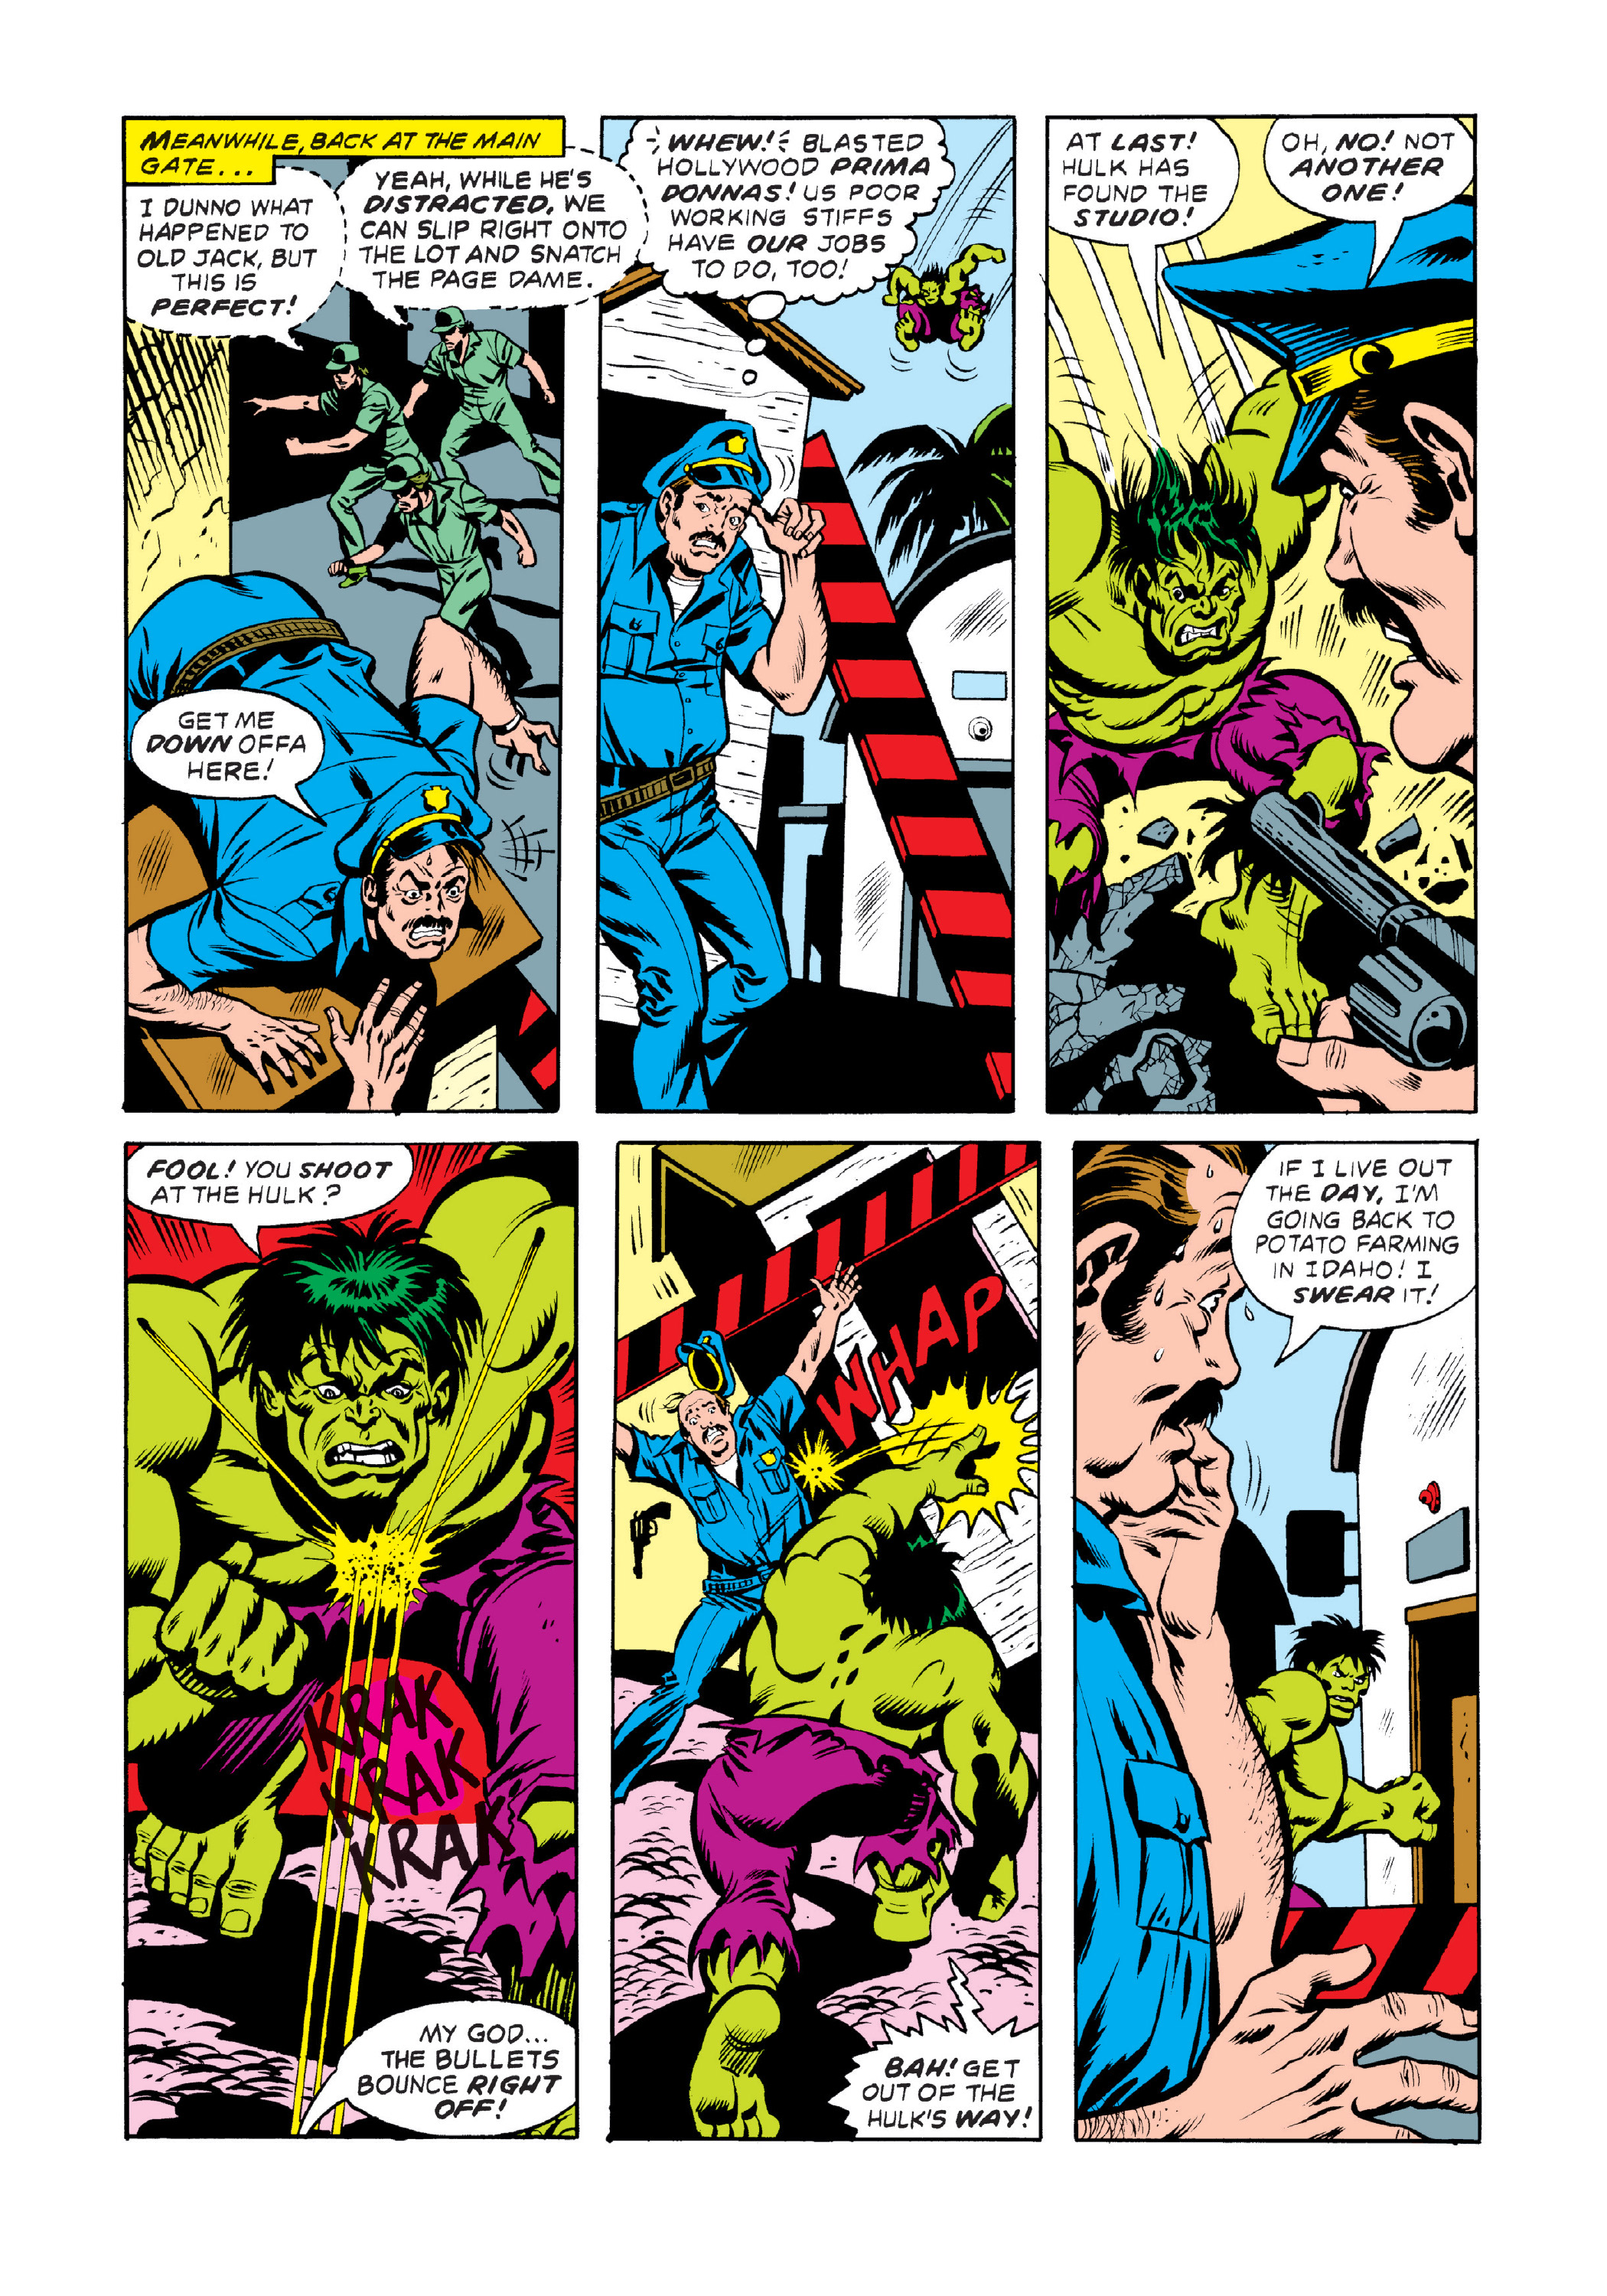 MEANWHILE, BACK AT THE MAIN
GATE...
I DUNNO WHAT
HAPPENED TO
OLD JACK, BUT
THIS IS
PERFECT!
YEAH, WHILE HE'S
DISTRACTED, WE
CAN SLIP RIGHT ONTO
THE LOT AND SNATCH
THE PAGE DAME.
GET ME
DOWN OFFA
HERE!
WHEW! BLASTED
HOLLYWOOD PRIMA
DONNAS! US POOR
WORKING STIFFS
HAVE OUR JOBS
TO DO, TOO!
AT LAST!
HULK HAS
FOUND THE
STUDIO!
OH, NO! NOT
ANOTHER
ONE!
FOOL! YOU SHOOT
AT THE HULK?
KRAK
KRAK
KRAK
MY GOD...
THE BULLETS
BOUNCE RIGHT
OFF!
WHAP
BAH! GET
OUT OF THE
HULK'S WAY!
IF I LIVE OUT
THE DAY, I'M
GOING BACK TO
POTATO FARMING
IN IDAHO! I
SWEAR IT!